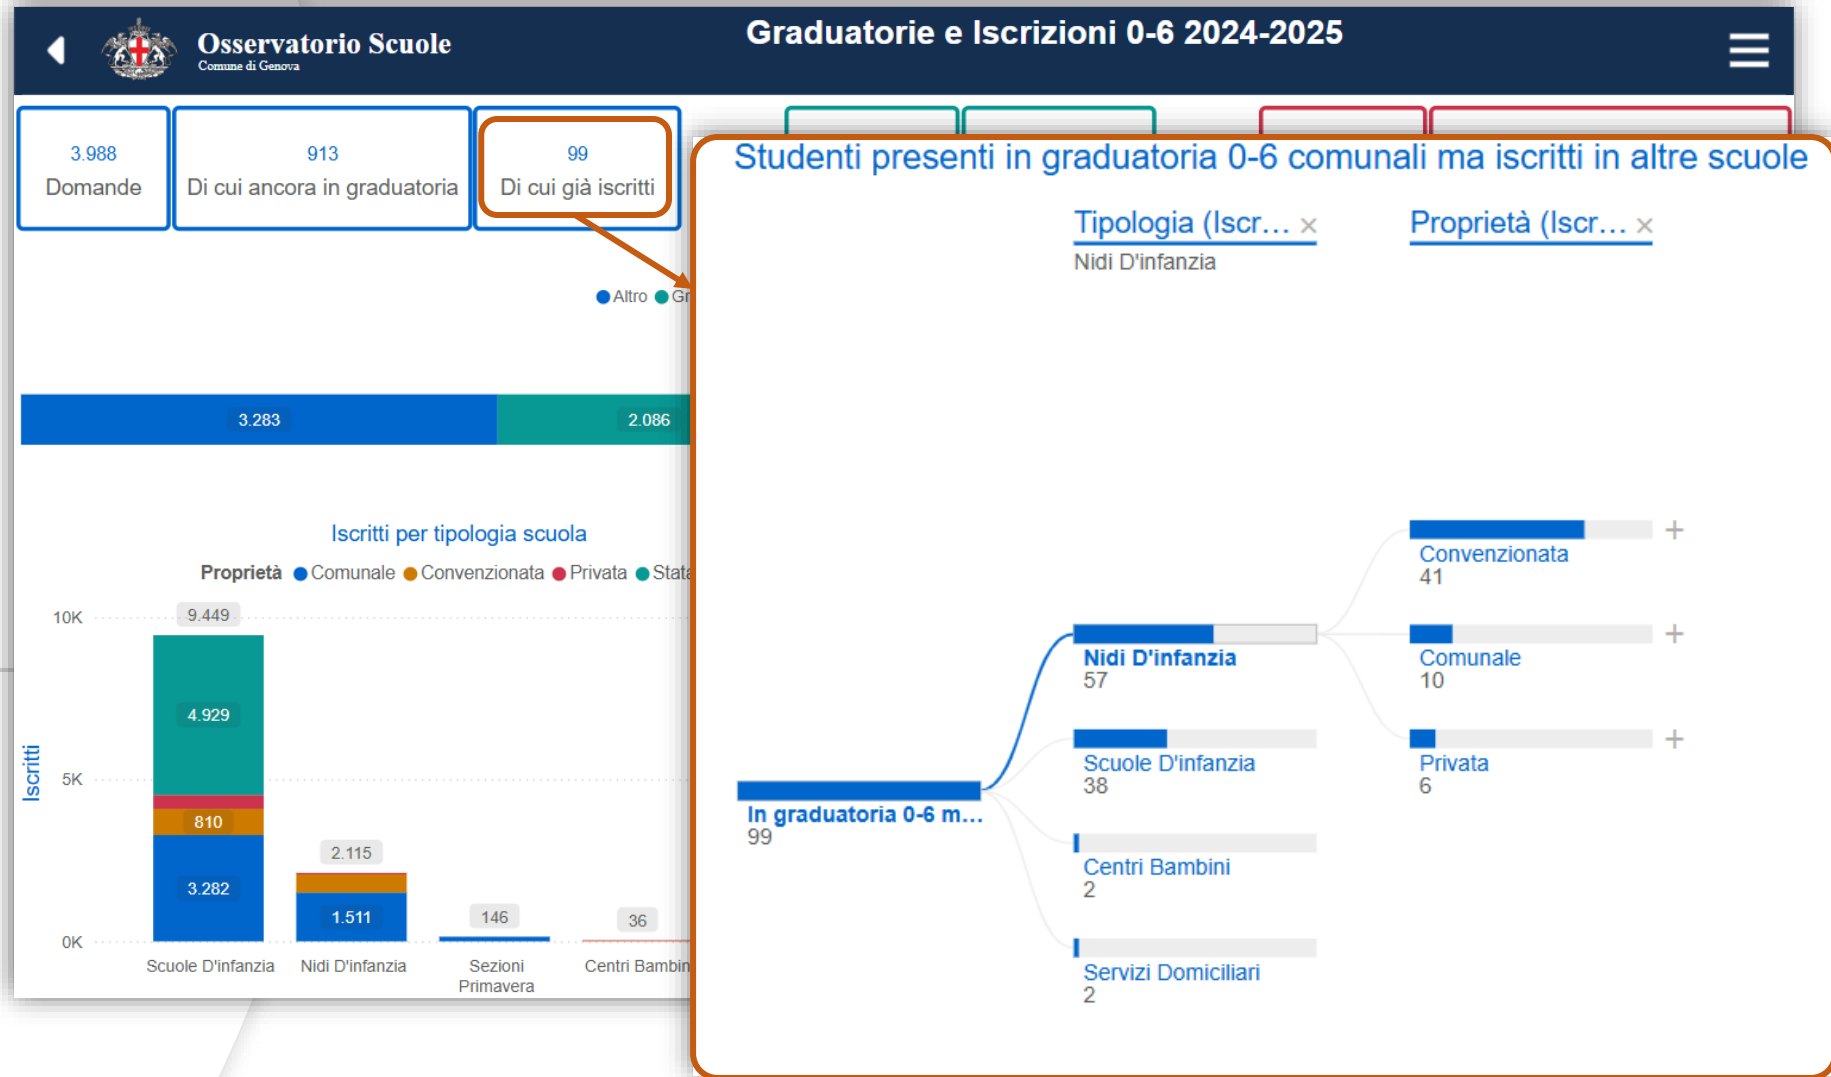 Osservatorio Scuole
Comune di Genova
Graduatorie e Iscrizioni 0-6 2024-2025
3.988
Domande
913
Di cui ancora in graduatoria
99
Di cui già iscritti
Altro
3.283
2.086
Iscritti per tipologia scuola
Proprietà Comunale Convenzionata Privata
10K
5K
0K
Iscritti
9.449
4.929
810
3.282
2.115
1.511
146
36
Scuole D'infanzia
Nidi D'infanzia
Sezioni
Primavera
Centri Bambin
Studenti presenti in graduatoria 0-6 comunali ma iscritti in altre scuole
Tipologia (Iscr... ×
Nidi D'infanzia
Proprietà (Iscr... ×
In graduatoria 0-6 m...
99
Nidi D'infanzia
57
Scuole D'infanzia
38
Centri Bambini
2
Servizi Domiciliari
2
Convenzionata
41
Comunale
10
Privata
6